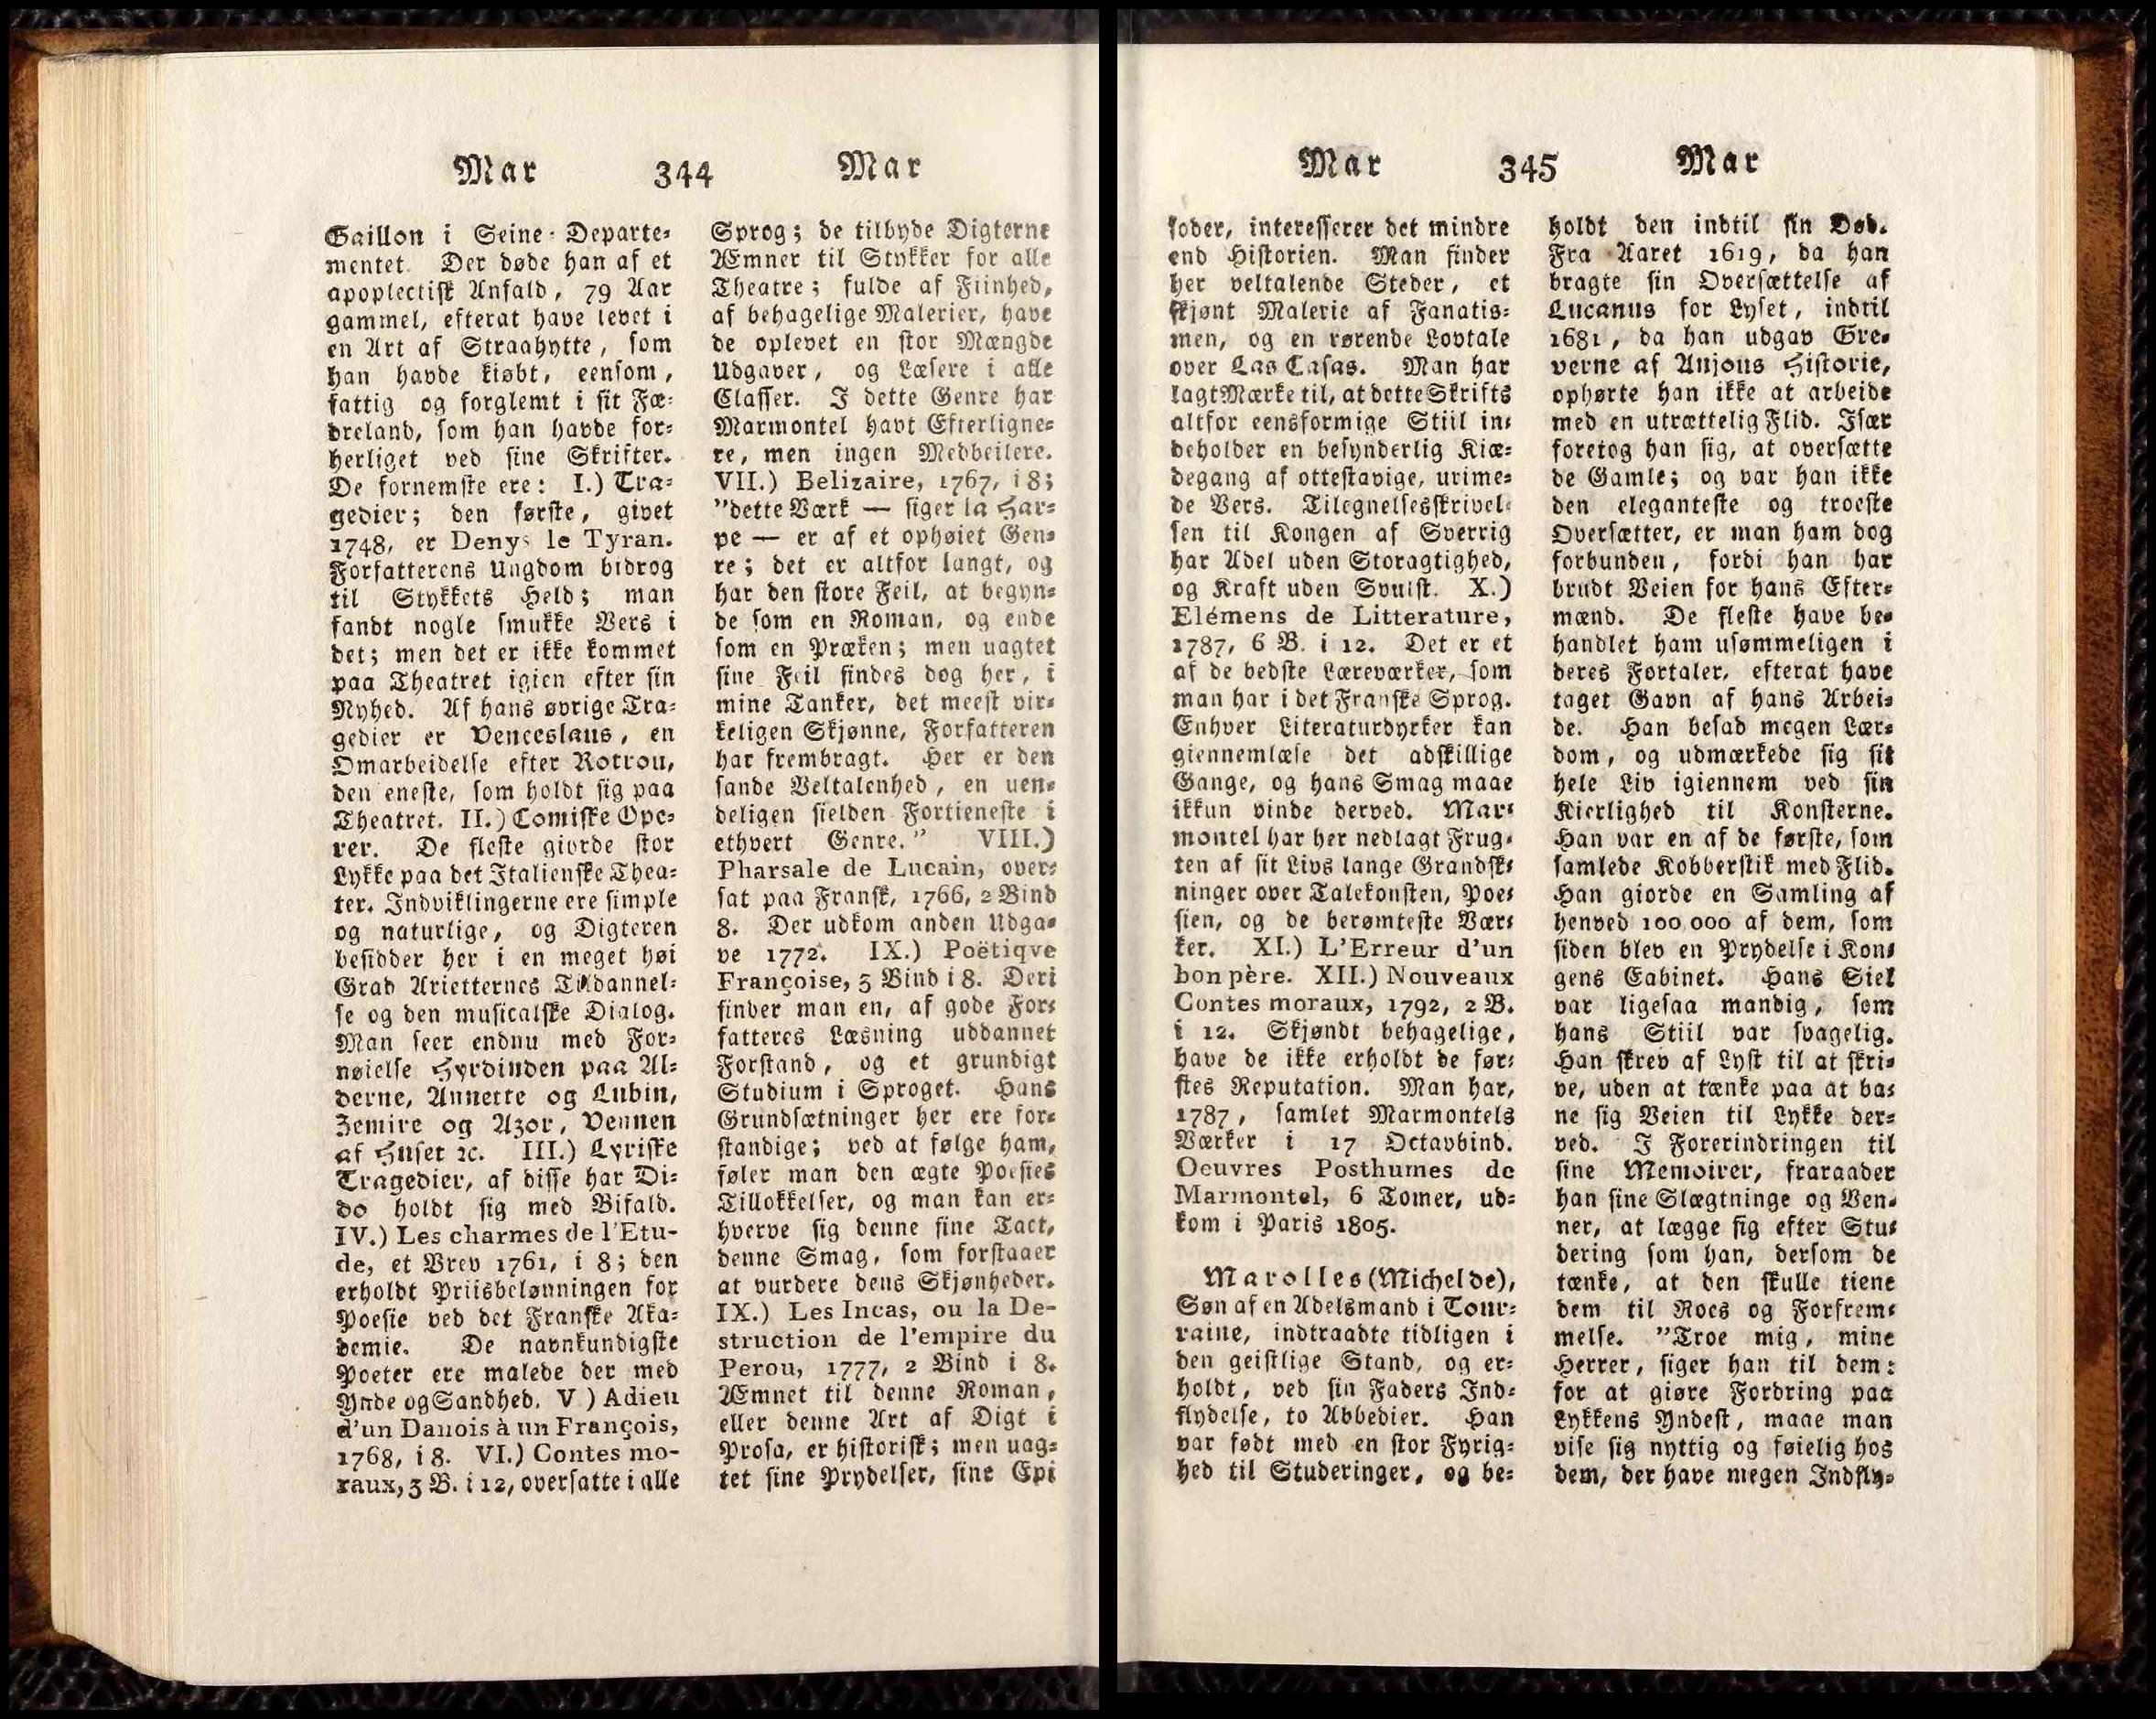 Mar 344 Mar
Gaillon i Seine-Departe-
mentet. Der døde han af et
apoplectisk Anfald, 79 Aar
gammel, efterat have levet i
en Art af Straahytte, som
han havde kiøbt, eensom,
fattig og forglemt i sit Fæ-
dreland, som han havde for-
herliget ved sine Skrifter.
De fornemste ere: I.) Tra-
gedier; den første, givet
1748, er Denys le Tyran.
Forfatterens Ungdom bidrog
til Stykkets Held; man
fandt nogle smukke Vers i
det; men det er ikke kommet
paa Theatret igien efter sin
Nyhed. Af hans øvrige Tra-
gedier er Venceslaus, en
Omarbeidelse efter Rotrou,
den eneste, som holdt sig paa
Theatret. II.) Comiske Ope-
rer. De fleste giorde stor
Lykke paa det Italienske Thea-
ter. Indviklingerne ere simple
og naturlige, og Digteren
besidder her i en meget høi
Grad Arietternes Tildannel-
se og den musicalske Dialog.
Man seer endnu med For-
nøielse Hyrdinden paa Al-
derne, Annette og Lubin,
Zemire og Azor, Vennen
af Huset ꝛc. III.) Lyriske
Tragedier, af disse har Di-
do holdt sig med Bifald.
IV.) Les charmes de l'Etu-
de, et Brev 1761, i 8; den
erholdt Priisbelønningen for
Poesie ved det Franske Aka-
demie. De navnkundigste
Poeter ere malede der med
Ynde og Sandhed. V) Adieu
d'un Danois à un François,
1768, i 8. VI.) Contes mo-
raux, 3 B. i 12, oversatte i alle
Sprog; de tilbyde Digterne
Æmner til Stykker for alle
Theatre; fulde af Fiinhed,
af behagelige Malerier, have
de oplevet en stor Mængde
Udgaver, og Læsere i alle
Classer. I dette Genre har
Marmontel havt Efterligne-
re, men ingen Medbeilere.
VII.) Belizaire, 1767, i 8;
"dette Værk — siger la Har-
pe — er af et ophøiet Gen-
re; det er altfor langt, og
har den store Feil, at begyn-
de som en Roman, og ende
som en Præken; men uagtet
sine Feil findes dog her, i
mine Tanker, det meest vir-
keligen Skjønne, Forfatteren
har frembragt. Her er den
sande Veltalenhed, en uen-
deligen sielden Fortieneste i
ethvert Genre." VIII.)
Pharsale de Lucain, over-
sat paa Fransk, 1766, 2 Bind
8. Der udkom anden Udga-
ve 1772. IX.) Poëtiqve
Françoise, 3 Bind i 8. Deri
finder man en, af gode For-
fatteres Læsning uddannet
Forstand, og et grundigt
Studium i Sproget. Hans
Grundsætninger her ere for-
standige; ved at følge ham,
føler man den ægte Poesies
Tillokkelser, og man kan er-
hverve sig denne fine Tact,
denne Smag, som forstaaer
at vurdere dens Skjønheder.
IX.) Les Incas, ou la De-
struction de l'empire du
Perou, 1777, 2 Bind i 8.
Æmnet til denne Roman,
eller denne Art af Digt i
Prosa, er historisk; men uag-
tet sine Prydelser, sine Epi
Mar 345 Mar
soder, interesserer det mindre
end Historien. Man finder
her veltalende Steder, et
skjønt Malerie af Fanatis-
men, og en rørende Lovtale
over Las Casas. Man har
lagt Mærke til, at dette Skrifts
altfor eensformige Stiil in-
deholder en besynderlig Kiæ-
degang af ottestavige, urime-
de Vers. Tilegnelsesskrivel-
sen til Kongen af Sverrig
har Adel uden Storagtighed,
og Kraft uden Svulst. X.)
Elémens de Litterature,
1787, 6 B. i 12. Det er et
af de bedste Læreværker, som
man har i det Franske Sprog.
Enhver Literaturdyrker kan
giennemlæse det adskillige
Gange, og hans Smag maae
ikkun vinde derved. Mar-
montel har her nedlagt Frug-
ten af sit Livs lange Grandsk-
ninger over Talekonsten, Poe-
sien, og de berømteste Vær-
ker. XI.) L'Erreur d'un
bon père. XII.) Nouveaux
Contes moraux, 1792, 2 B.
i 12. Skjøndt behagelige,
have de ikke erholdt de før-
stes Reputation. Man har,
1787, samlet Marmontels
Værker i 17 Octavbind.
Oeuvres Posthumes de
Marmontel, 6 Tomer, ud-
kom i Paris 1805.
Marolles (Michel de),
Søn af en Adelsmand i Tour-
raine, indtraadte tidligen i
den geistlige Stand, og er-
holdt, ved sin Faders Ind-
flydelse, to Abbedier. Han
var født med en stor Fyrig-
hed til Studeringer, og be-
holdt den indtil sin Død.
Fra Aaret 1619, da han
bragte sin Oversættelse af
Lucanus for Lyset, indtil
1681, da han udgav Gre-
verne af Anjous Historie,
ophørte han ikke at arbeide
med en utrættelig Flid. Især
foretog han sig, at oversætte
de Gamle; og var han ikke
den eleganteste og troeste
Oversætter, er man ham dog
forbunden, fordi han har
brudt Veien for hans Efter-
mænd. De fleste have be-
handlet ham usømmeligen i
deres Fortaler, efterat have
taget Gavn af hans Arbei-
de. Han besad megen Lær-
dom, og udmærkede sig sit
hele Liv igiennem ved sin
Kierlighed til Konsterne.
Han var en af de første, som
samlede Kobberstik med Flid.
Han giorde en Samling af
henved 100,000 af dem, som
siden blev en Prydelse i Kon-
gens Cabinet. Hans Siel
var ligesaa mandig, som
hans Stiil var svagelig.
Han skrev af Lyst til at skri-
ve, uden at tænke paa at ba-
ne sig Veien til Lykke der-
ved. I Forerindringen til
sine Memoirer, fraraader
han sine Slægtninge og Ven-
ner, at lægge sig efter Stu-
dering som han, dersom de
tænke, at den skulle tiene
dem til Roes og Forfrem-
melse. "Troe mig, mine
Herrer, siger han til dem:
for at giøre Fordring paa
Lykkens Yndest, maae man
vise sig nyttig og føielig hos
dem, der have megen Indfly-